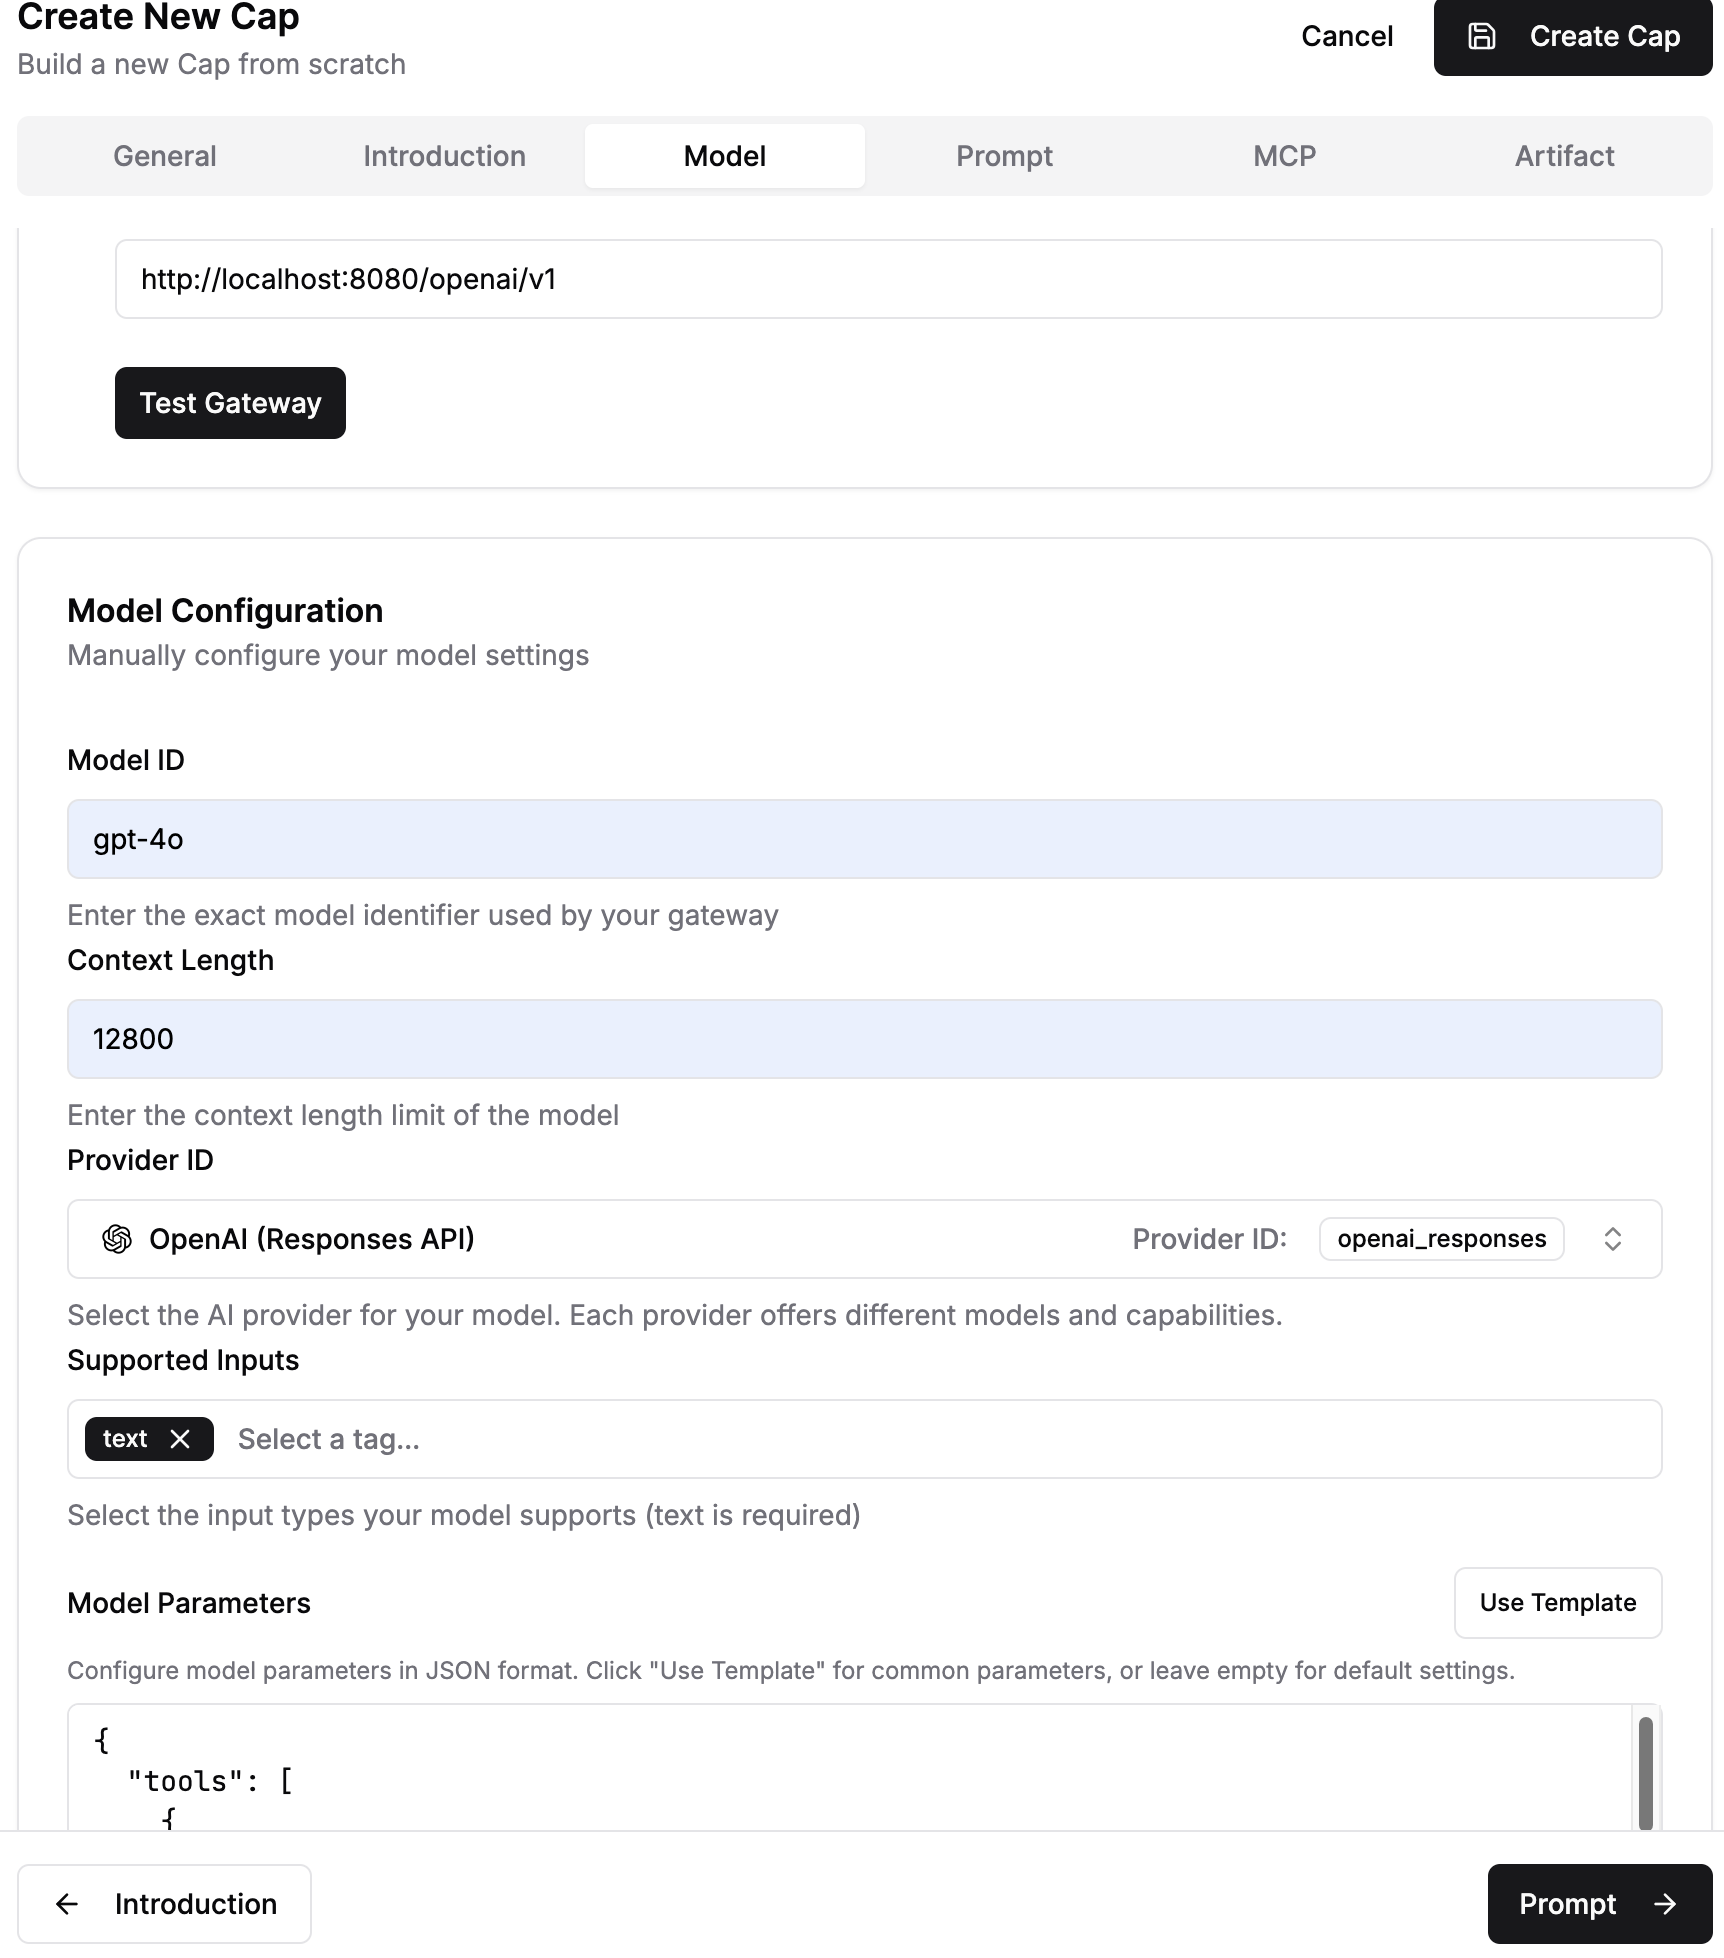 Create New Cap
Build a new Cap from scratch
Cancel
Create Cap
General
Introduction
Model
Prompt
MCP
Artifact
http://localhost:8080/openai/v1
Test Gateway
Model Configuration
Manually configure your model settings
Model ID
gpt-4o
Enter the exact model identifier used by your gateway
Context Length
12800
Enter the context length limit of the model
Provider ID
OpenAI (Responses API)
Provider ID:
openai_responses
Select the AI provider for your model. Each provider offers different models and capabilities.
Supported Inputs
text
Select a tag...
Select the input types your model supports (text is required)
Model Parameters
Use Template
Configure model parameters in JSON format. Click "Use Template" for common parameters, or leave empty for default settings.
{
"tools": [
{
Introduction
Prompt